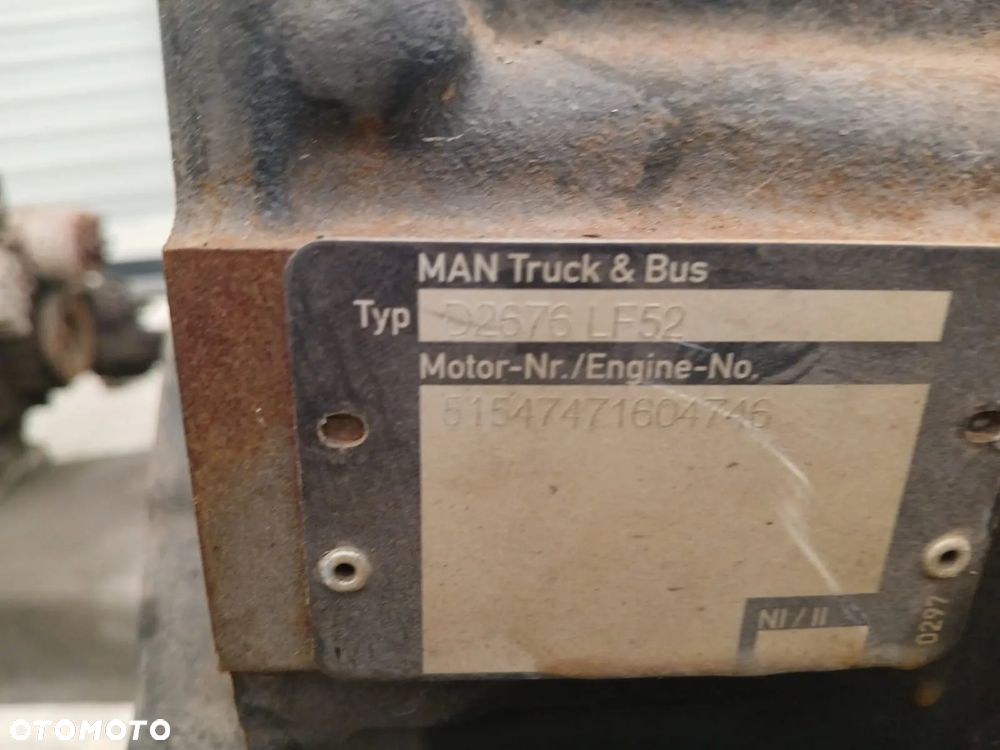 MAN Truck & Bus
Typ D2676 LF52
Motor-Nr./Engine-No.
51547471604746
NI / II
0297
OTOMOTO